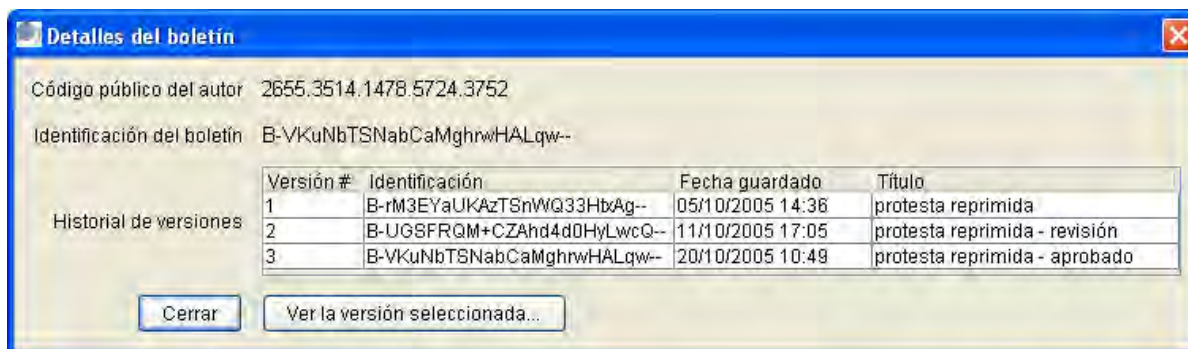 Detalles del boletín
Código público del autor 2655.3514.1478.5724.3752
Identificación del boletín B-VKuNbTSNabCaMghrwHALqw--
Historial de versiones
Versión # Identificación Fecha guardado Título
1 B-rM3EYaUKAzTSnWQ33HtxAg-- 05/10/2005 14:36 protesta reprimida
2 B-UGSFRQM+CZAhd4d0HyLwcQ-- 11/10/2005 17:05 protesta reprimida - revisión
3 B-VKuNbTSNabCaMghrwHALqw-- 20/10/2005 10:49 protesta reprimida - aprobado
Cerrar Ver la versión seleccionada...